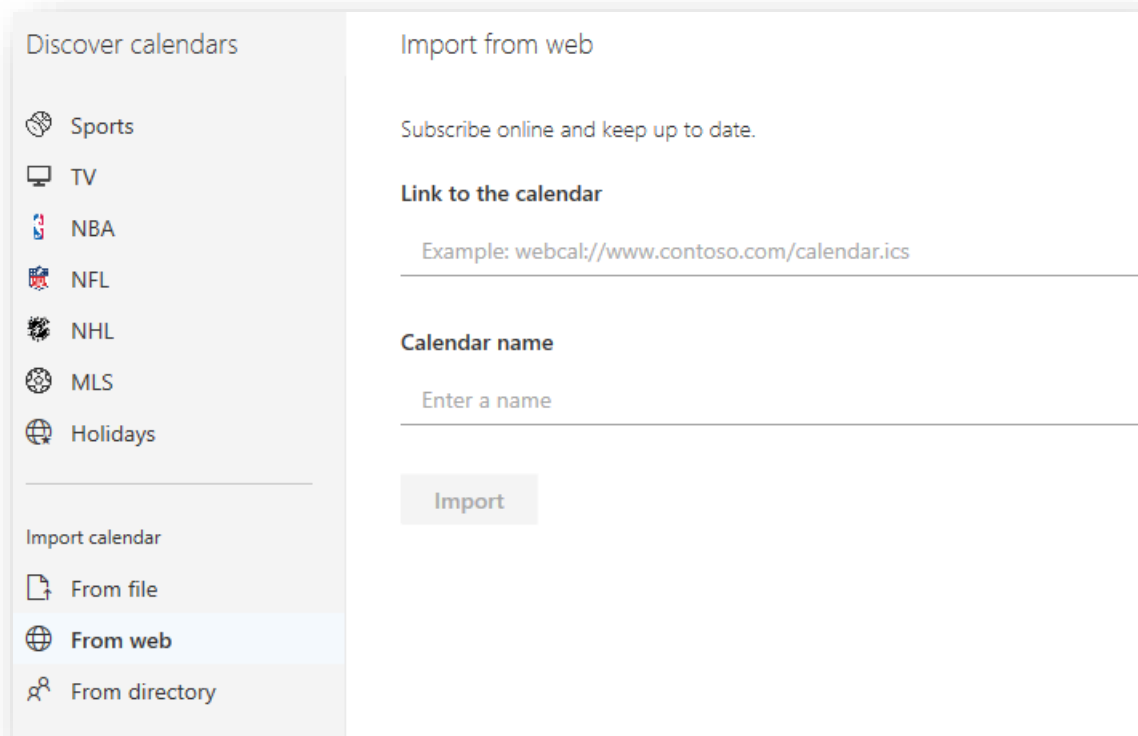 Discover calendars
Sports
TV
NBA
NFL
NHL
MLS
Holidays
Import calendar
From file
From web
From directory
Import from web
Subscribe online and keep up to date.
Link to the calendar
Example: webcal://www.contoso.com/calendar.ics
Calendar name
Enter a name
Import